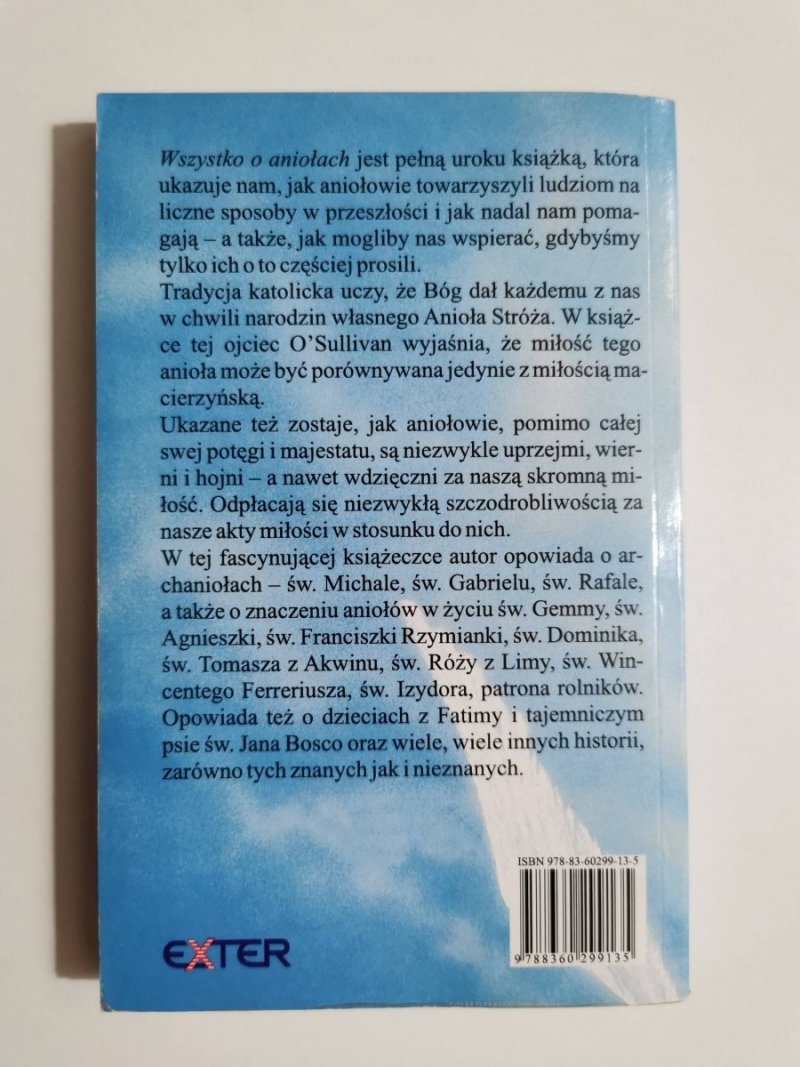 Wszystko o aniołach jest pełną uroku książką, która
ukazuje nam, jak aniołowie towarzyszyli ludziom na
liczne sposoby w przeszłości i jak nadal nam poma-
gają – a także, jak mogliby nas wspierać, gdybyśmy
tylko ich o to częściej prosili.
Tradycja katolicka uczy, że Bóg dał każdemu z nas
w chwili narodzin własnego Anioła Stróża. W książ-
ce tej ojciec O'Sullivan wyjaśnia, że miłość tego
anioła może być porównywana jedynie z miłością ma-
cierzyńską.
Ukazane też zostaje, jak aniołowie, pomimo całej
swej potęgi i majestatu, są niezwykle uprzejmi, wier-
ni i hojni – a nawet wdzięczni za naszą skromną mi-
łość. Odpłacają się niezwykłą szczodrobliwością za
nasze akty miłości w stosunku do nich.
W tej fascynującej książeczce autor opowiada o ar-
chaniołach – św. Michale, św. Gabrielu, św. Rafale,
a także o znaczeniu aniołów w życiu św. Gemmy, św.
Agnieszki, św. Franciszki Rzymianki, św. Dominika,
św. Tomasza z Akwinu, św. Róży z Limy, św. Win-
centego Ferreriusza, św. Izydora, patrona rolników.
Opowiada też o dzieciach z Fatimy i tajemniczym
psie św. Jana Bosco oraz wiele, wiele innych historii,
zarówno tych znanych jak i nieznanych.
ISBN 978-83-60299-13-5
9 788360 299135
EXTER